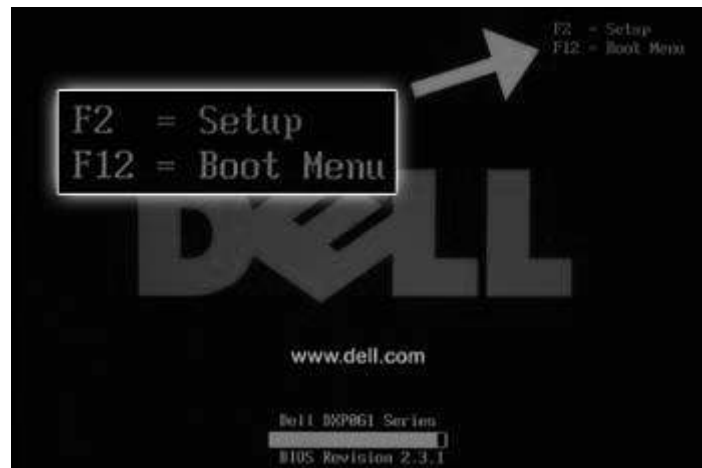 F2 = Setup
F12 = Boot Menu
F2 = Setup
F12 = Boot Menu
DELL
www.dell.com
Dell DXP061 Series
BIOS Revision 2.3.1